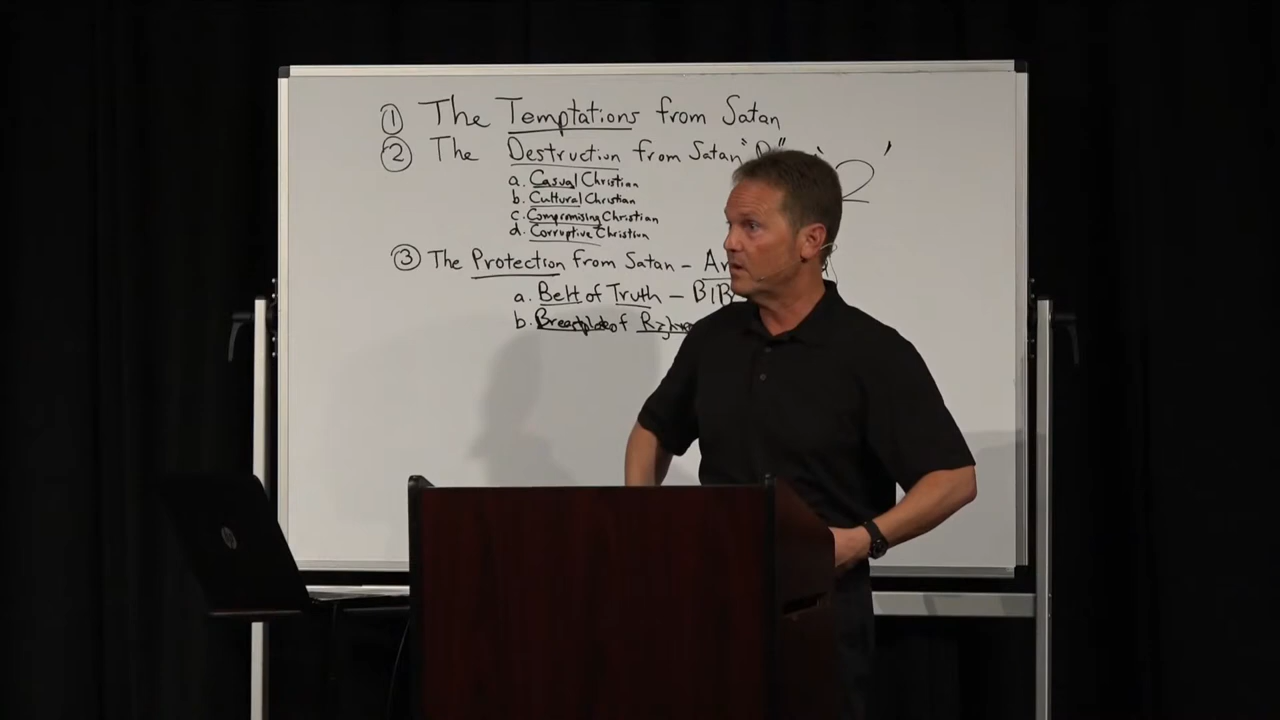 ① The Temptations from Satan
② The Destruction from Satan
a. Casual Christian
b. Cultural Christian
c. Compromising Christian
d. Corruptive Christian
③ The Protection from Satan –
a. Belt of Truth –
b. Breastplate of
hp